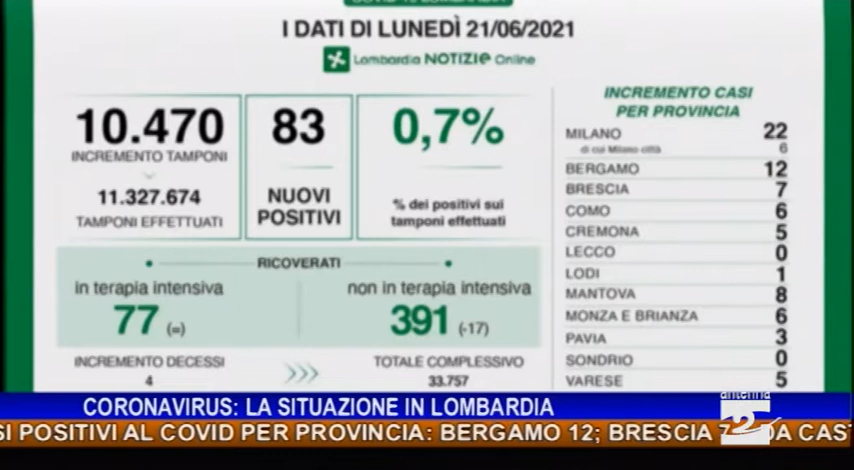 I DATI DI LUNEDÌ 21/06/2021
Lombardia NOTIZIE Online
10.470
INCREMENTO TAMPONI
11.327.674
TAMPONI EFFETTUATI
83
NUOVI
POSITIVI
0,7%
% dei positivi sui
tamponi effettuati
RICOVERATI
in terapia intensiva
77 (=)
non in terapia intensiva
391 (-17)
INCREMENTO DECESSI
4
TOTALE COMPLESSIVO
33.757
INCREMENTO CASI
PER PROVINCIA
MILANO 22
di cui Milano città 6
BERGAMO 12
BRESCIA 7
COMO 6
CREMONA 5
LECCO 0
LODI 1
MANTOVA 8
MONZA E BRIANZA 6
PAVIA 3
SONDRIO 0
VARESE 5
CORONAVIRUS: LA SITUAZIONE IN LOMBARDIA
antenna
2
SI POSITIVI AL COVID PER PROVINCIA: BERGAMO 12; BRESCIA 7 DA CAS